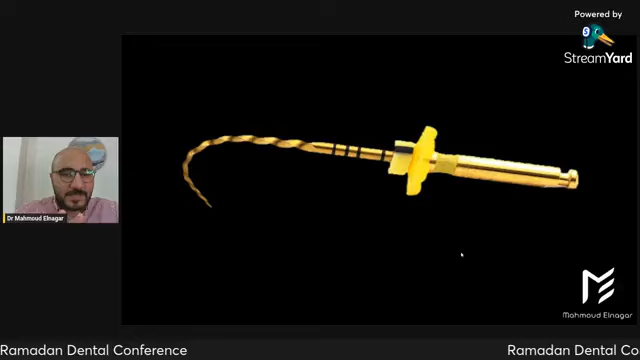 Powered by
StreamYard
Dr Mahmoud Elnagar
Mahmoud Elnagar
Ramadan Dental Conference
Ramadan Dental Co